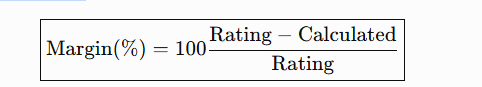 Margin(%) = 100 Rating − Calculated / Rating